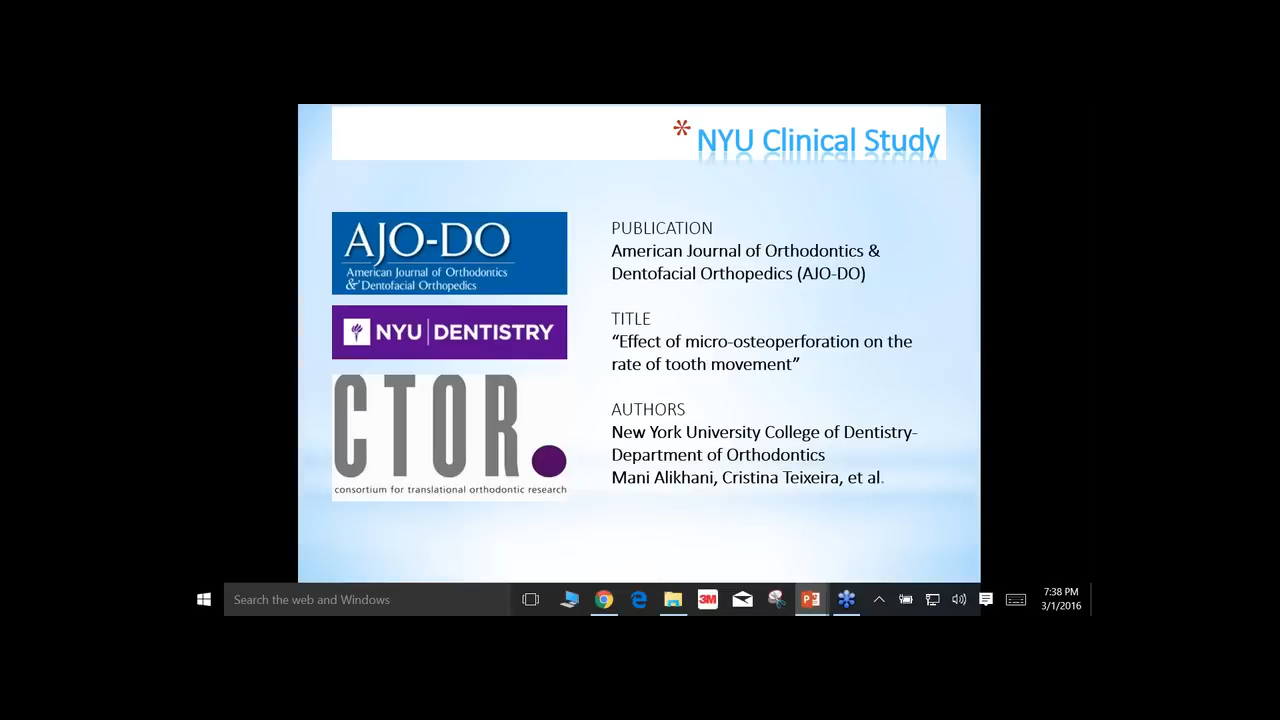 * NYU Clinical Study
AJO-DO
American Journal of Orthodontics
& Dentofacial Orthopedics
NYU | DENTISTRY
CTOR.
consortium for translational orthodontic research
PUBLICATION
American Journal of Orthodontics &
Dentofacial Orthopedics (AJO-DO)
TITLE
“Effect of micro-osteoperforation on the
rate of tooth movement”
AUTHORS
New York University College of Dentistry-
Department of Orthodontics
Mani Alikhani, Cristina Teixeira, et al.
Search the web and Windows
3M
P
7:38 PM
3/1/2016